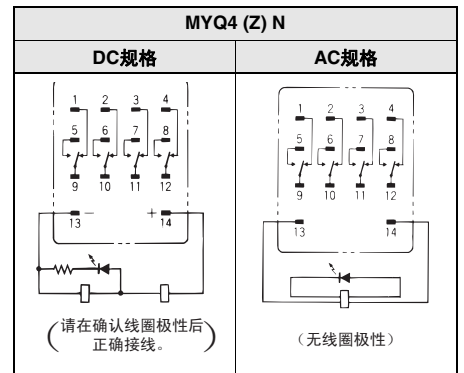 MYQ4 (Z) N
DC规格
AC规格
1 2 3 4
5 6 7 8
9 10 11 12
13 − + 14
(请在确认线圈极性后
正确接线。)
1 2 3 4
5 6 7 8
9 10 11 12
13 14
（无线圈极性）